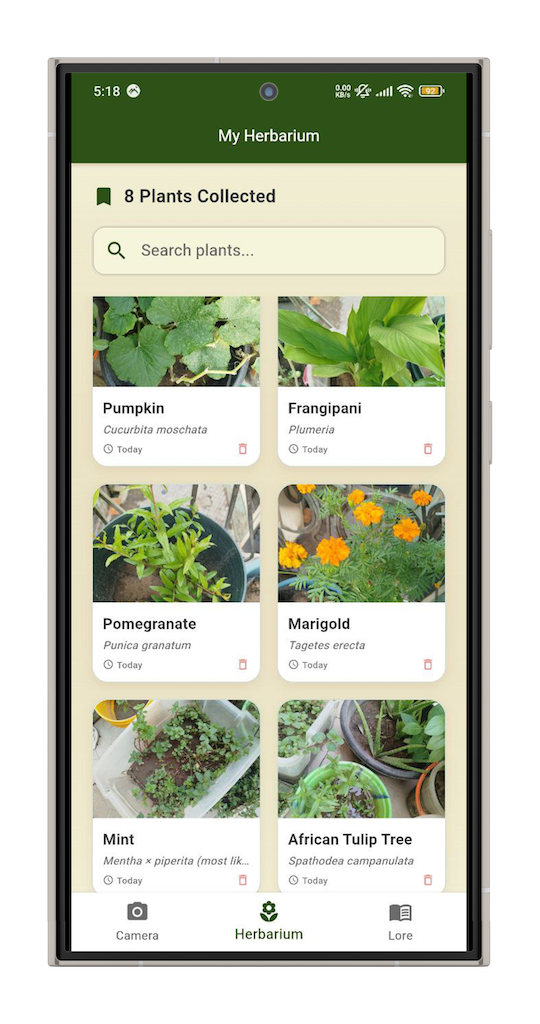 5:18
0.00
KB/s
92
My Herbarium
8 Plants Collected
Search plants...
Pumpkin
Cucurbita moschata
Today
Frangipani
Plumeria
Today
Pomegranate
Punica granatum
Today
Marigold
Tagetes erecta
Today
Mint
Mentha × piperita (most lik...
Today
African Tulip Tree
Spathodea campanulata
Today
Camera
Herbarium
Lore